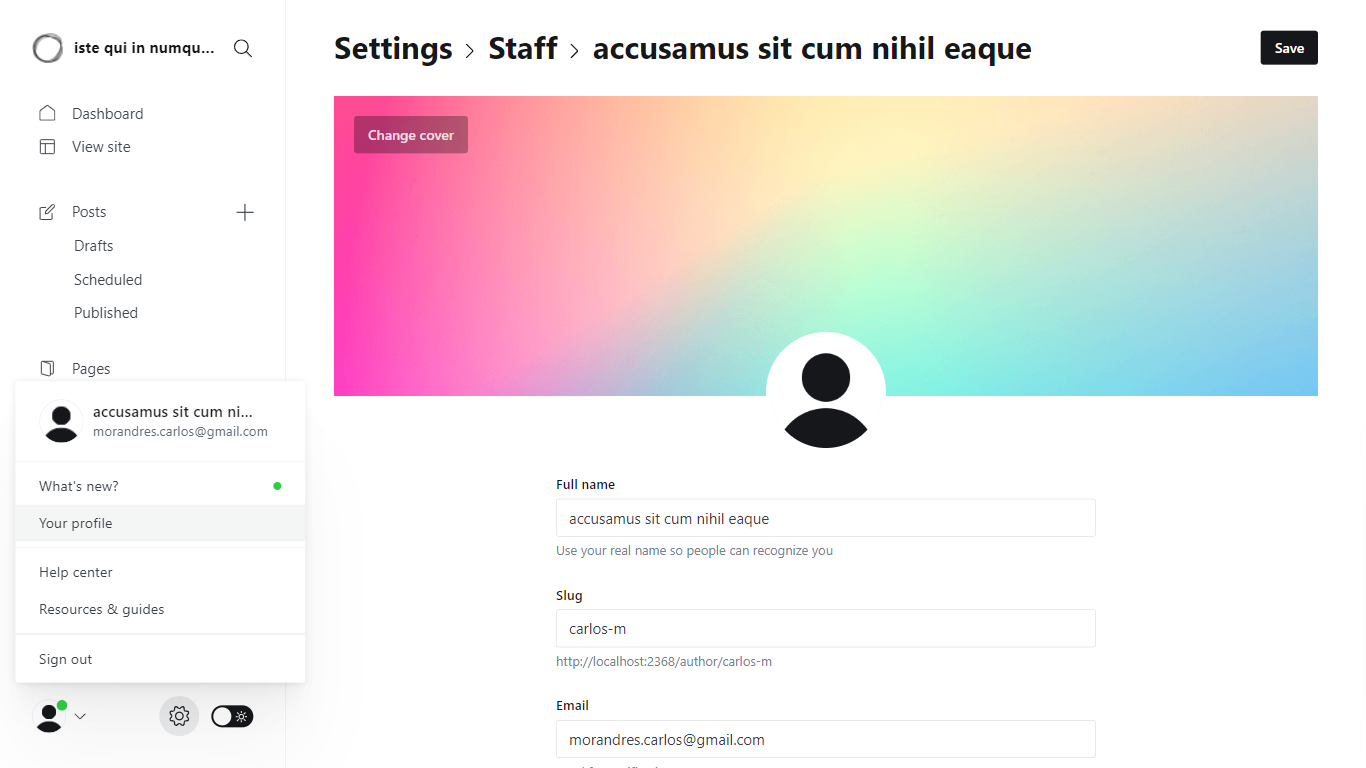 iste qui in numqu...
Dashboard
View site
Posts
Drafts
Scheduled
Published
Pages
accusamus sit cum ni...
morandres.carlos@gmail.com
What's new?
Your profile
Help center
Resources & guides
Sign out
Settings > Staff > accusamus sit cum nihil eaque
Save
Change cover
Full name
accusamus sit cum nihil eaque
Use your real name so people can recognize you
Slug
carlos-m
http://localhost:2368/author/carlos-m
Email
morandres.carlos@gmail.com